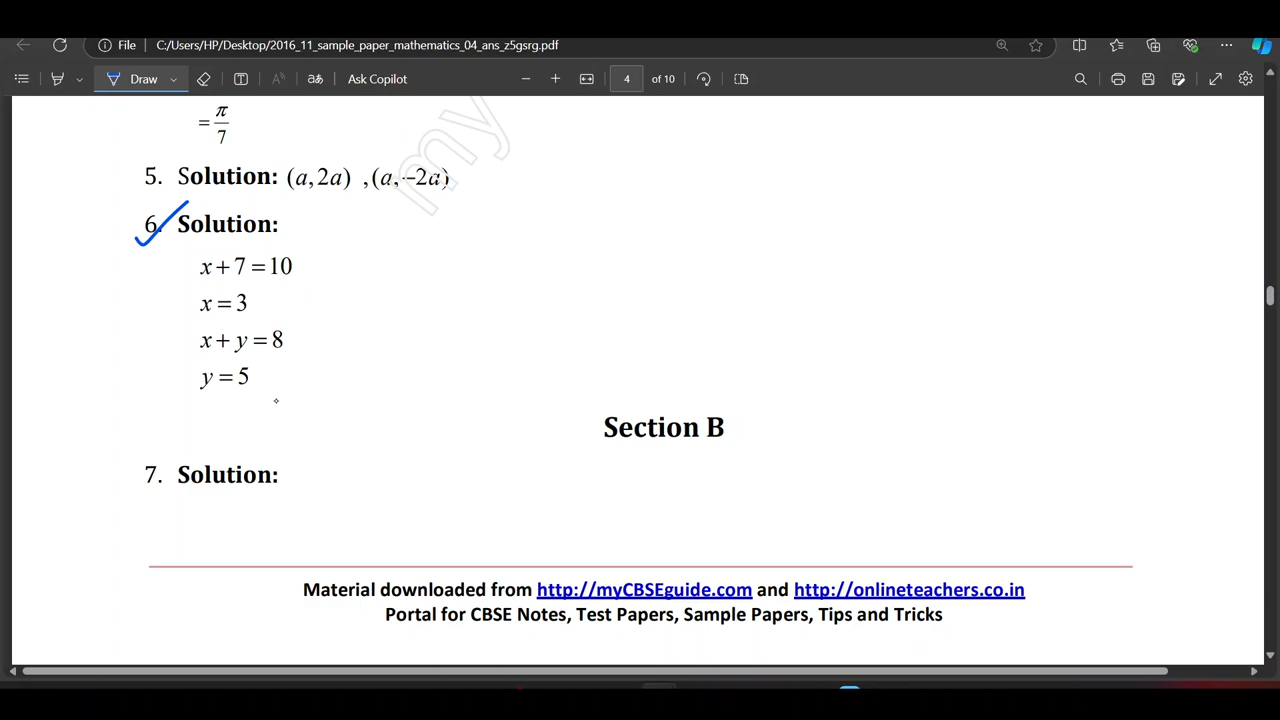 File C:/Users/HP/Desktop/2016_11_sample_paper_mathematics_04_ans_z5gsrg.pdf
Draw Ask Copilot 4 of 10
= π/7
my
5. Solution: (a, 2a) , (a, −2a)
6. Solution:
x + 7 = 10
x = 3
x + y = 8
y = 5
Section B
7. Solution:
Material downloaded from http://myCBSEguide.com and http://onlineteachers.co.in
Portal for CBSE Notes, Test Papers, Sample Papers, Tips and Tricks